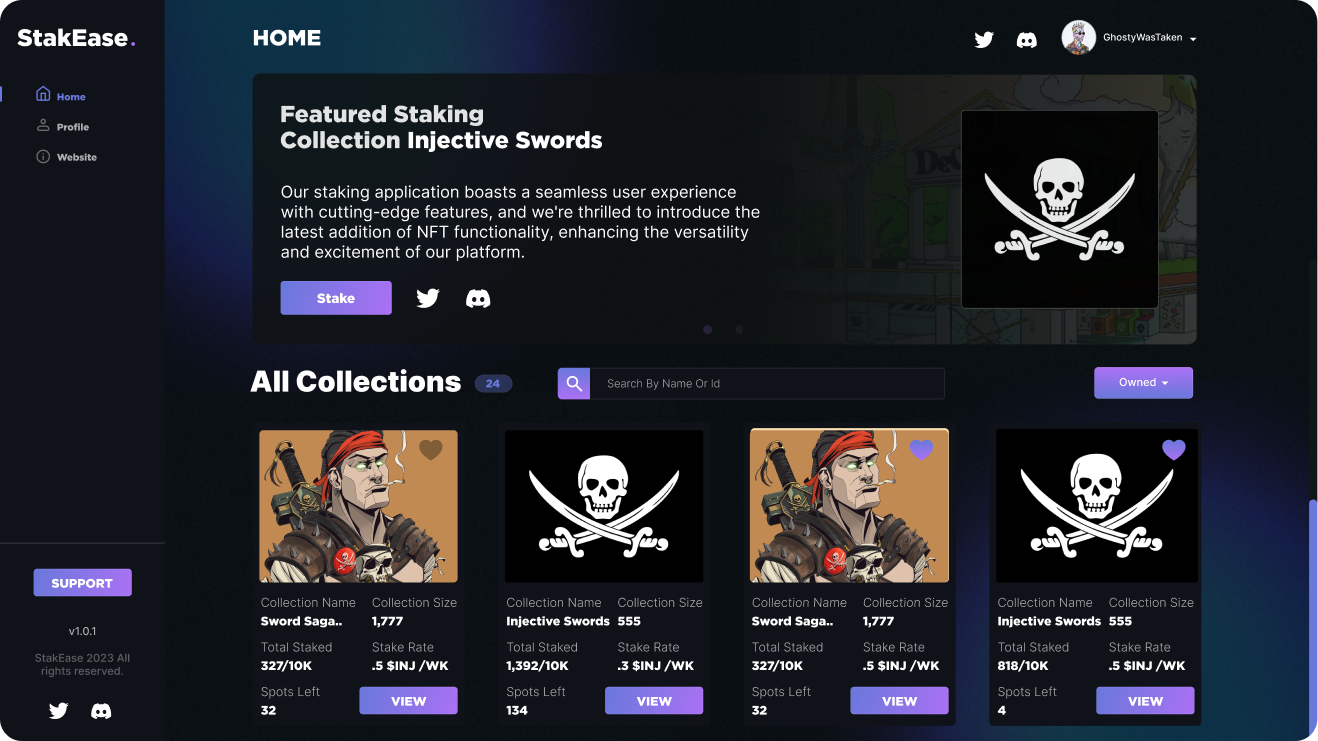 StakEase.
HOME
GhostyWasTaken
Home
Profile
Website
Featured Staking
Collection Injective Swords
Our staking application boasts a seamless user experience
with cutting-edge features, and we're thrilled to introduce the
latest addition of NFT functionality, enhancing the versatility
and excitement of our platform.
Stake
All Collections 24
Search By Name Or Id
Owned
Collection Name Collection Size
Sword Saga.. 1,777
Total Staked Stake Rate
327/10K .5 $INJ /WK
Spots Left
32
VIEW
Collection Name Collection Size
Injective Swords 555
Total Staked Stake Rate
1,392/10K .3 $INJ /WK
Spots Left
134
VIEW
Collection Name Collection Size
Sword Saga.. 1,777
Total Staked Stake Rate
327/10K .5 $INJ /WK
Spots Left
32
VIEW
Collection Name Collection Size
Injective Swords 555
Total Staked Stake Rate
818/10K .5 $INJ /WK
Spots Left
4
VIEW
SUPPORT
v1.0.1
StakEase 2023 All
rights reserved.